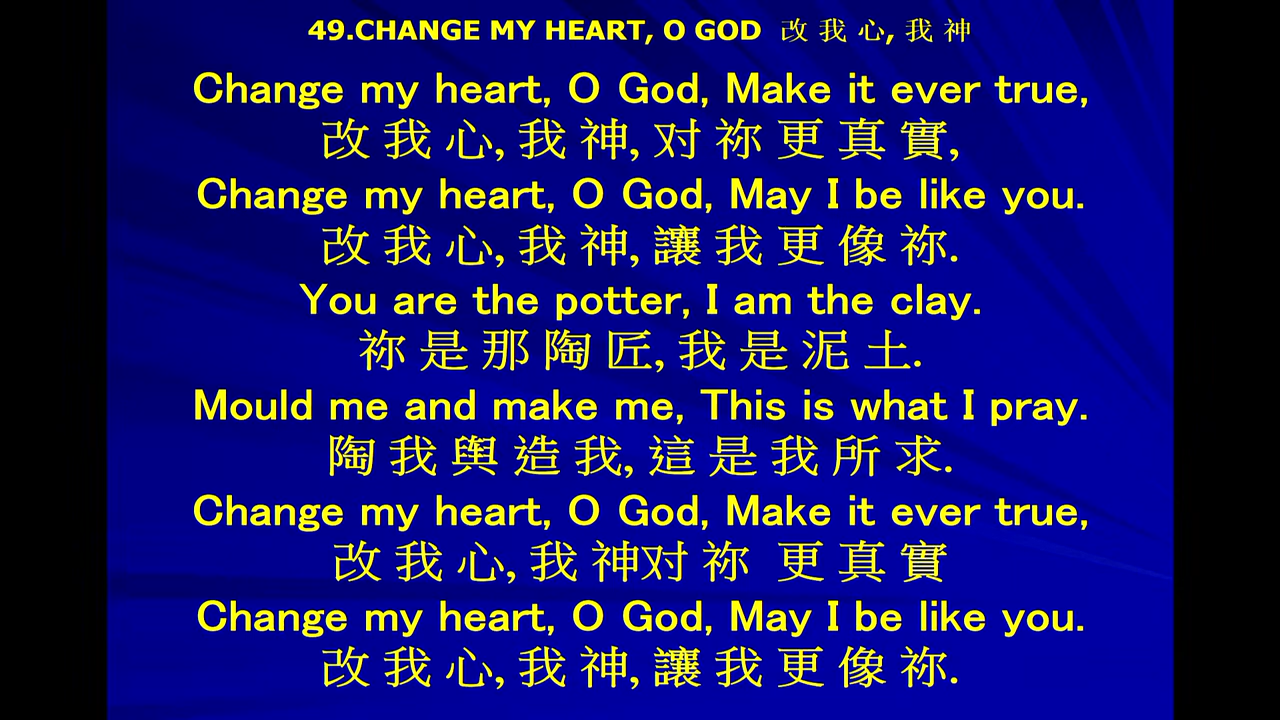 49.CHANGE MY HEART, O GOD 改 我 心, 我 神
Change my heart, O God, Make it ever true,
改 我 心, 我 神, 对 祢 更 真 實,
Change my heart, O God, May I be like you.
改 我 心, 我 神, 讓 我 更 像 祢.
You are the potter, I am the clay.
祢 是 那 陶 匠, 我 是 泥 土.
Mould me and make me, This is what I pray.
陶 我 舆 造 我, 這 是 我 所 求.
Change my heart, O God, Make it ever true,
改 我 心, 我 神对 祢 更 真 實
Change my heart, O God, May I be like you.
改 我 心, 我 神, 讓 我 更 像 祢.